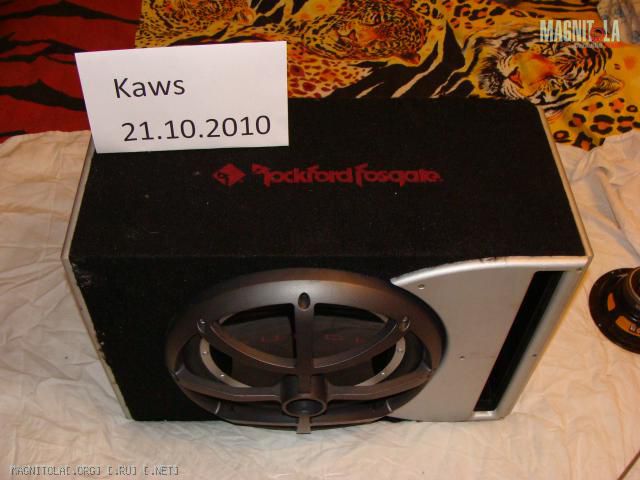 MAGNITOLA
Kaws
21.10.2010
Rockford Fosgate
MAGNITOLA[.ORG] [.RU] [.NET]